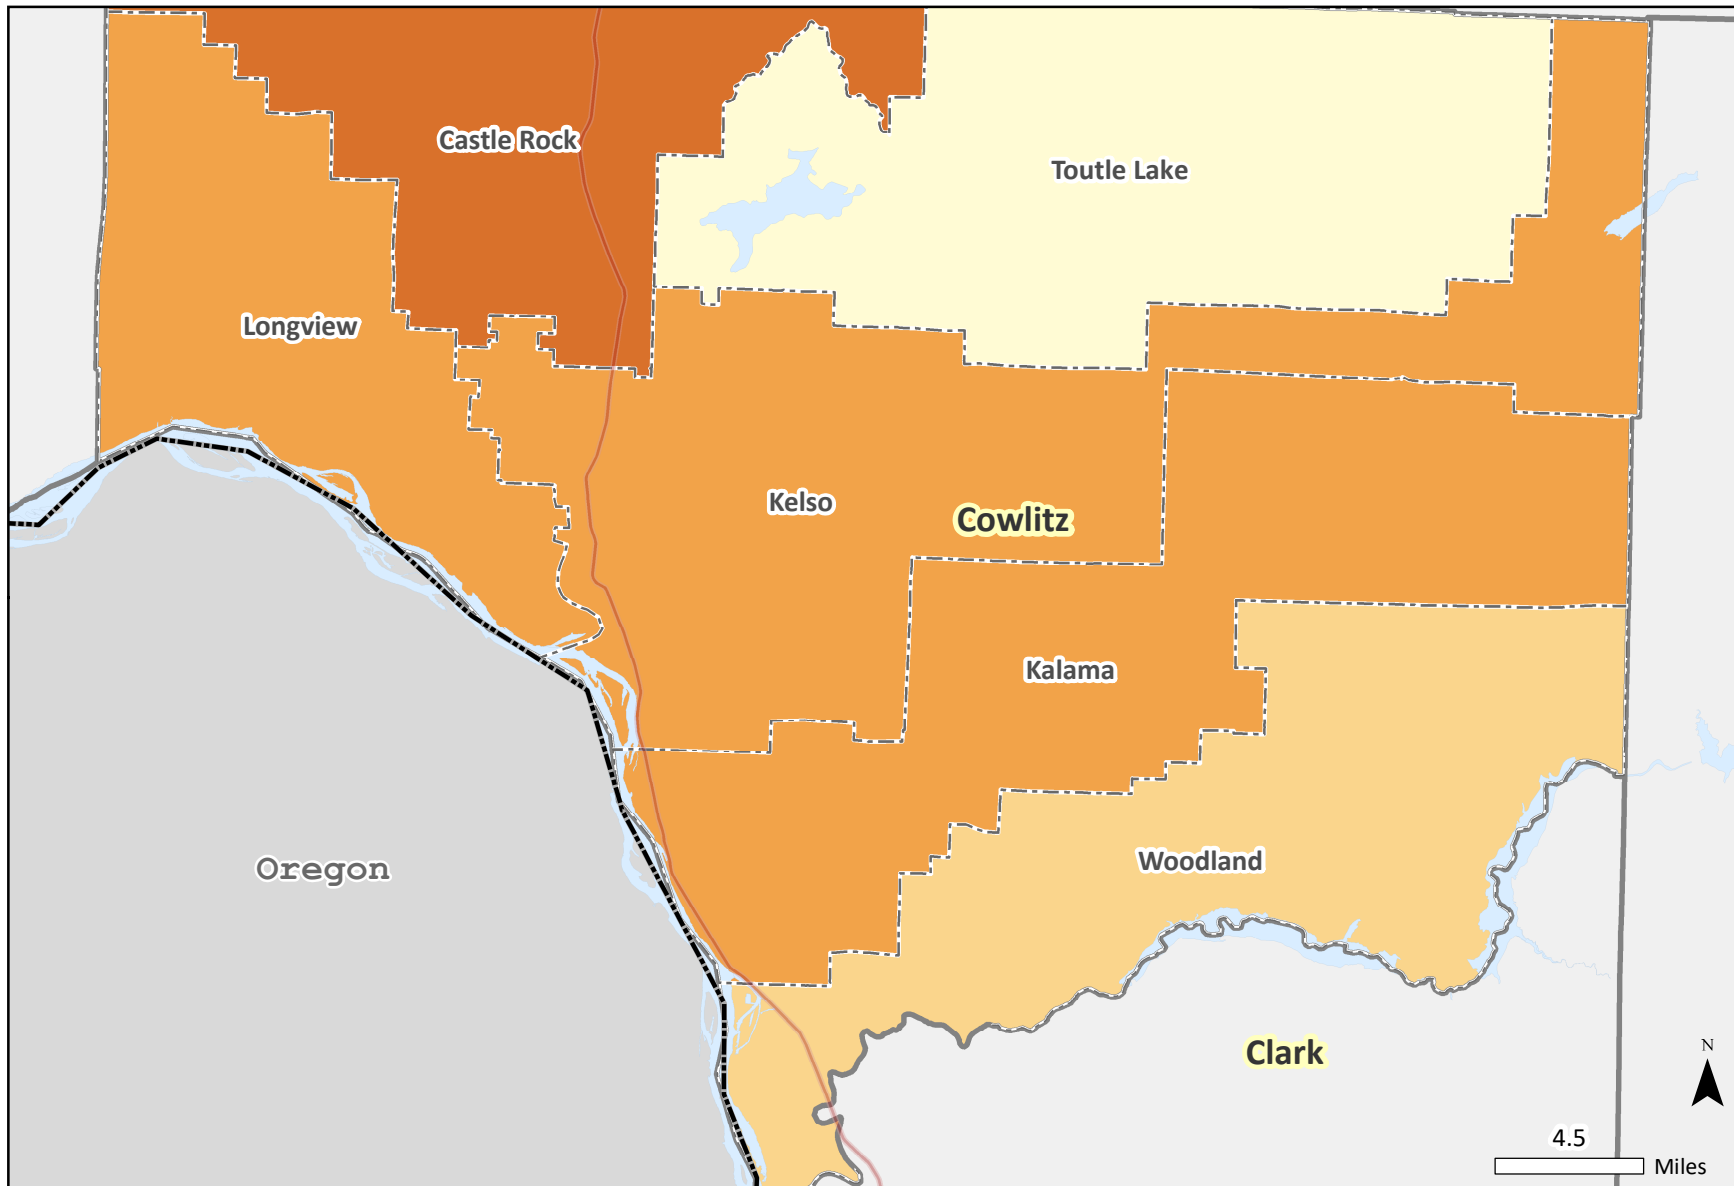 Castle Rock
Toutle Lake
Longview
Kelso
Cowlitz
Kalama
Woodland
Oregon
Clark
N
4.5
Miles